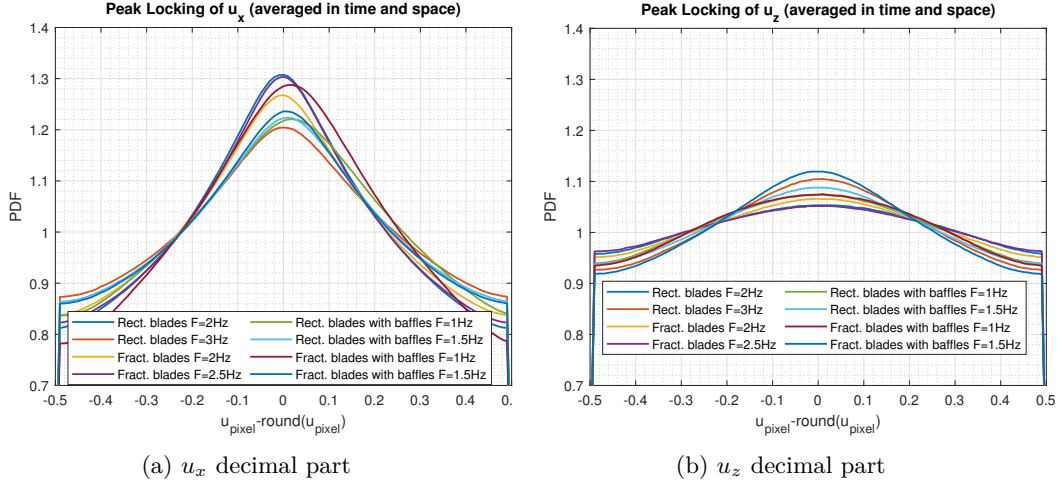 Peak Locking of u_x (averaged in time and space)
1.4
1.3
1.2
1.1
1
0.9
0.8
0.7
PDF
Rect. blades F=2Hz
Rect. blades F=3Hz
Fract. blades F=2Hz
Fract. blades F=2.5Hz
Rect. blades with baffles F=1Hz
Rect. blades with baffles F=1.5Hz
Fract. blades with baffles F=1Hz
Fract. blades with baffles F=1.5Hz
-0.5 -0.4 -0.3 -0.2 -0.1 0 0.1 0.2 0.3 0.4 0.
u_pixel-round(u_pixel)
(a) u_x decimal part
Peak Locking of u_z (averaged in time and space)
1.4
1.3
1.2
1.1
1
0.9
0.8
0.7
PDF
Rect. blades F=2Hz
Rect. blades F=3Hz
Fract. blades F=2Hz
Fract. blades F=2.5Hz
Rect. blades with baffles F=1Hz
Rect. blades with baffles F=1.5Hz
Fract. blades with baffles F=1Hz
Fract. blades with baffles F=1.5Hz
-0.5 -0.4 -0.3 -0.2 -0.1 0 0.1 0.2 0.3 0.4 0.5
u_pixel-round(u_pixel)
(b) u_z decimal part